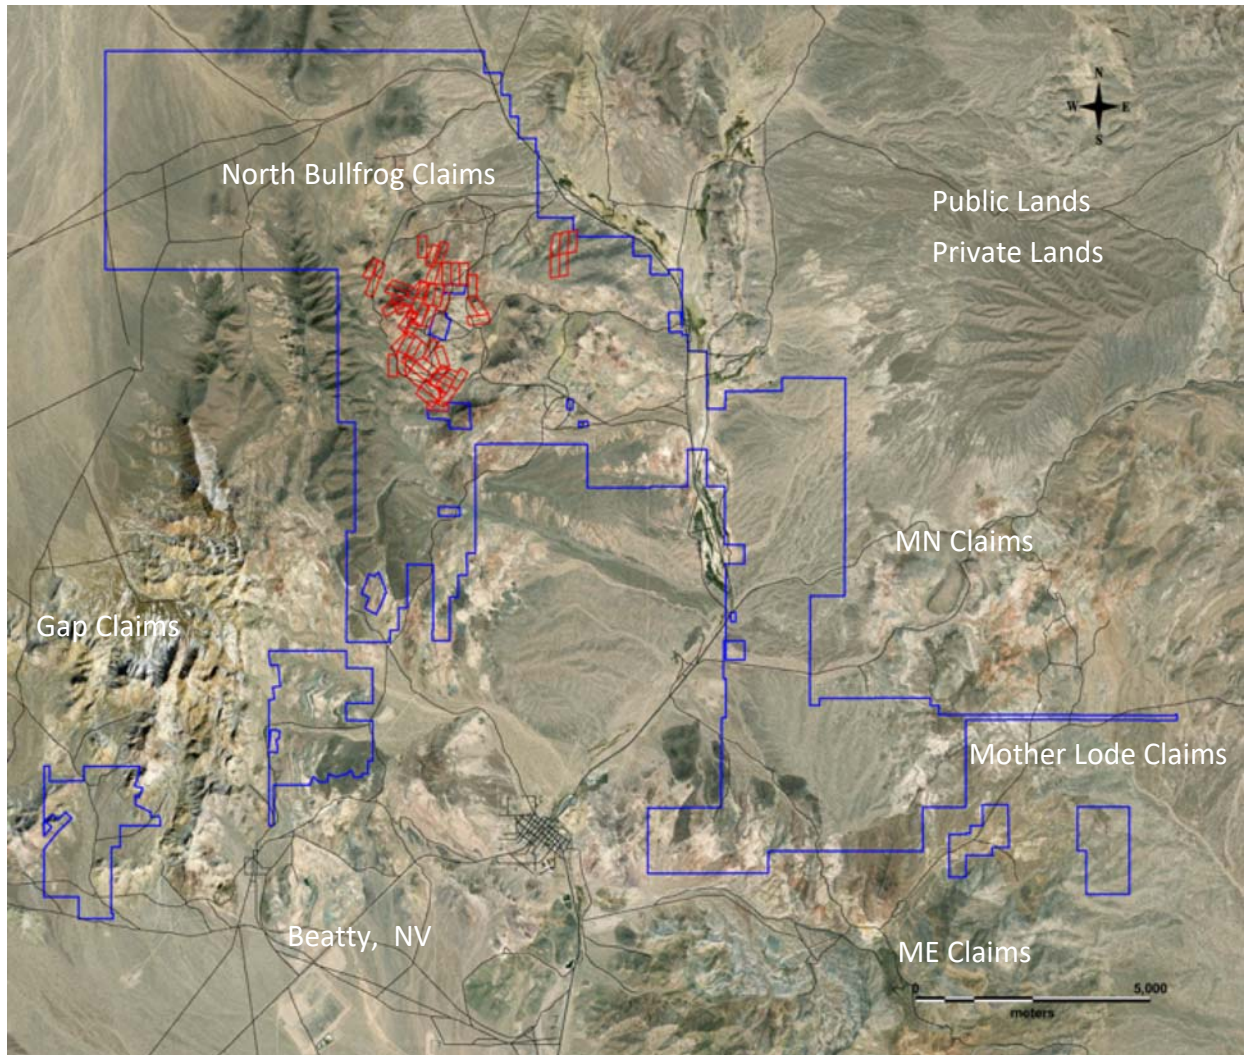 N
W E
S
North Bullfrog Claims
Public Lands
Private Lands
MN Claims
Gap Claims
Mother Lode Claims
Beatty, NV
ME Claims
0 5,000
meters